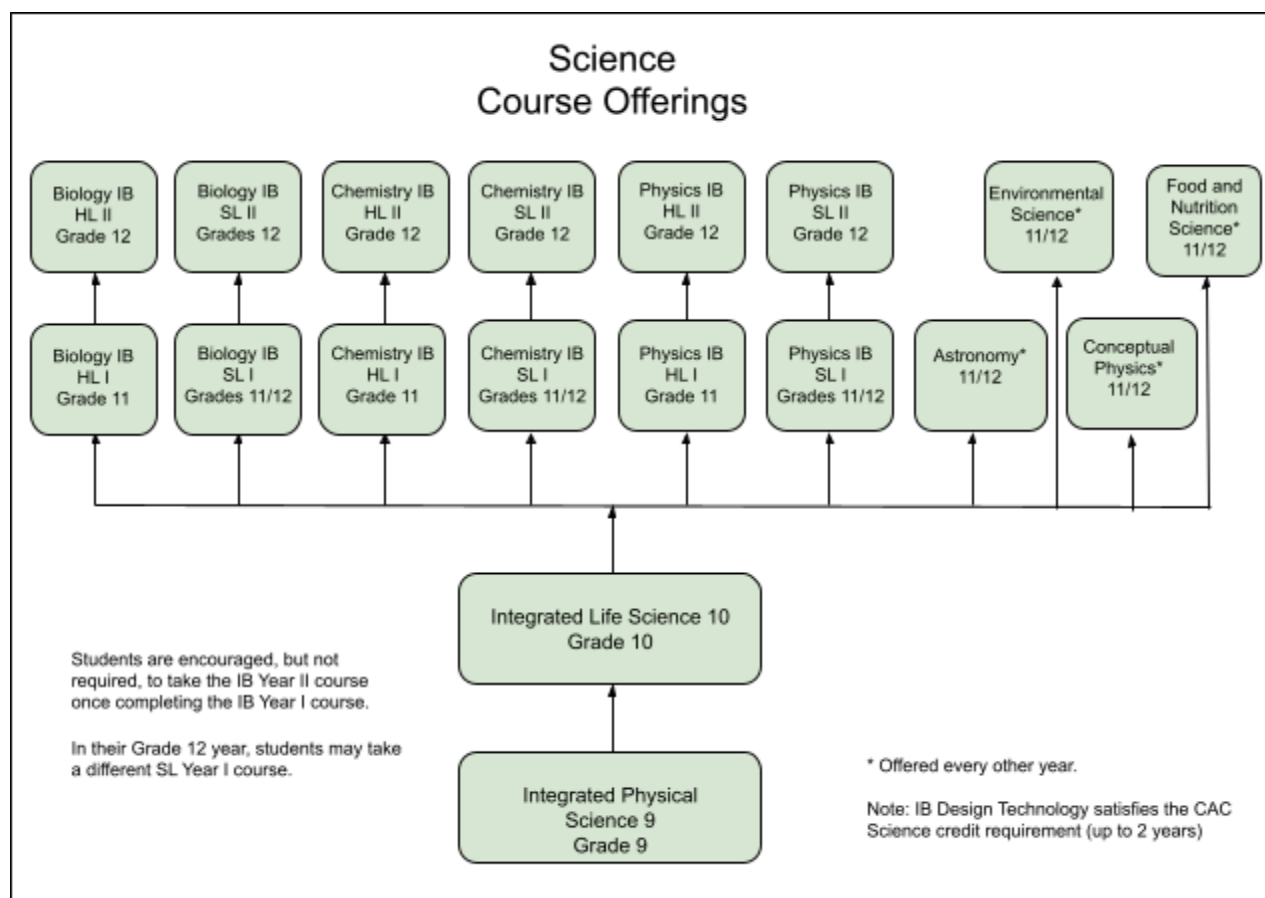 Science
Course Offerings
Biology IB
HL II
Grade 12
Biology IB
SL II
Grades 12
Chemistry IB
HL II
Grade 12
Chemistry IB
SL II
Grade 12
Physics IB
HL II
Grade 12
Physics IB
SL II
Grade 12
Environmental
Science*
11/12
Food and
Nutrition
Science*
11/12
Biology IB
HL I
Grade 11
Biology IB
SL I
Grades 11/12
Chemistry IB
HL I
Grade 11
Chemistry IB
SL I
Grades 11/12
Physics IB
HL I
Grade 11
Physics IB
SL I
Grades 11/12
Astronomy*
11/12
Conceptual
Physics*
11/12
Integrated Life Science 10
Grade 10
Students are encouraged, but not
required, to take the IB Year II course
once completing the IB Year I course.
In their Grade 12 year, students may take
a different SL Year I course.
Integrated Physical
Science 9
Grade 9
* Offered every other year.
Note: IB Design Technology satisfies the CAC
Science credit requirement (up to 2 years)